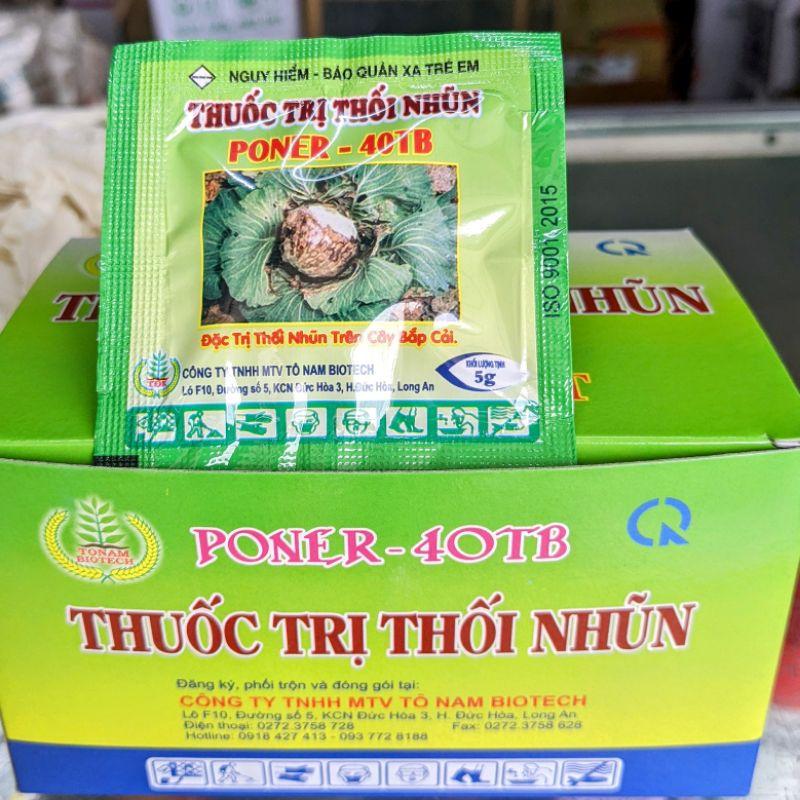 NGUY HIỂM - BẢO QUẢN XA TRẺ EM
THUỐC TRỊ THỐI NHŨN
PONER - 40TB
ISO 9001 2015
Đặc Trị Thối Nhũn Trên Cây Bắp Cải.
CÔNG TY TNHH MTV TÔ NAM BIOTECH
Lô F10, Đường số 5, KCN Đức Hòa 3, H.Đức Hòa, Long An
KHỐI LƯỢNG TỊNH
5g
NHŨN
TONAM
BIOTECH
PONER - 40TB
THUỐC TRỊ THỐI NHŨN
Đăng ký, phối trộn và đóng gói tại:
CÔNG TY TNHH MTV TÔ NAM BIOTECH
Lô F10, Đường số 5, KCN Đức Hòa 3, H. Đức Hòa, Long An
Điện thoại: 0272.3758 728 Fax: 0272.3758 628
Hotline: 0918 427 413 - 093 772 8188